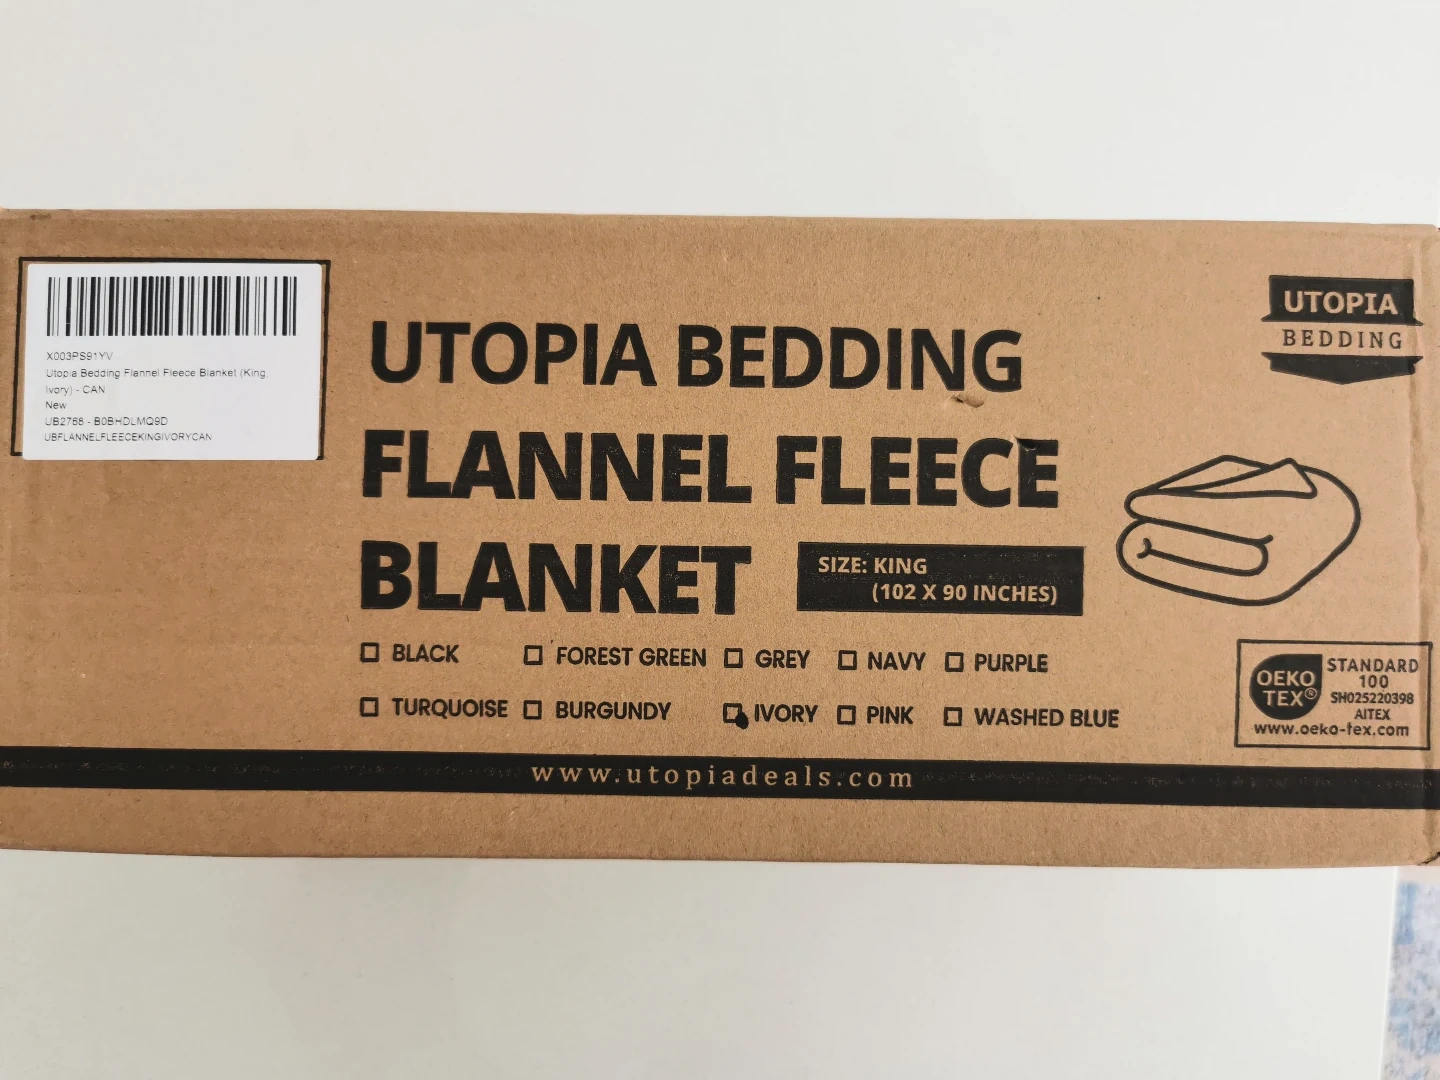 X003PS91YV
Utopia Bedding Flannel Fleece Blanket (King,
Ivory) - CAN
New
UB2766 - B0BHDLMQ9D
UBFLANNELFLEECEKINGIVORYCAN
UTOPIA BEDDING
FLANNEL FLEECE
BLANKET
SIZE: KING
(102 X 90 INCHES)
BLACK FOREST GREEN GREY NAVY PURPLE
TURQUOISE BURGUNDY IVORY PINK WASHED BLUE
UTOPIA
BEDDING
OEKO
TEX®
STANDARD
100
SH025220398
AITEX
www.oeko-tex.com
www.utopiadeals.com